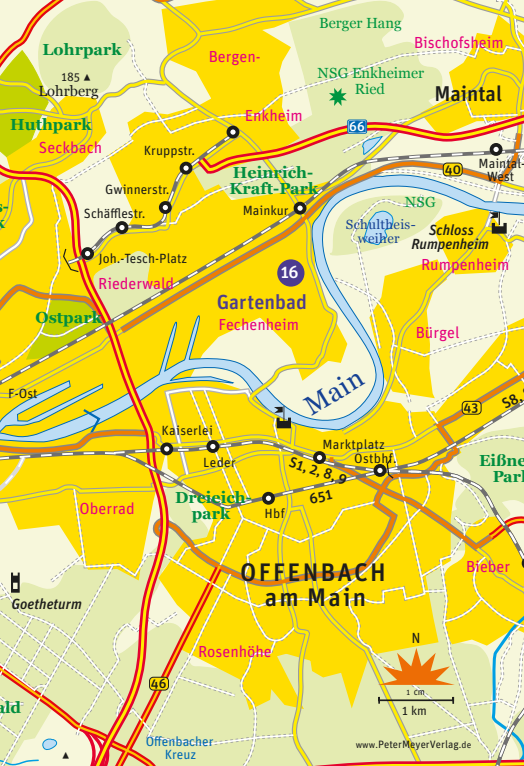 Berger Hang
Lohrpark
Bischofsheim
Bergen-
NSG Enkheimer
Ried
185 ▲
Lohrberg
Maintal
Enkheim
Huthpark
66
Seckbach
Kruppstr.
Maintal-
West
Heinrich-
Kraft-Park
40
Gwinnerstr.
NSG
Mainkur
Schäfflestr.
Schultheis-
weiher
Schloss
Rumpenheim
Joh.-Tesch-Platz
Rumpenheim
16
Riederwald
Gartenbad
Fechenheim
Ostpark
Bürgel
Main
F-Ost
43
S8,
Kaiserlei
Marktplatz
Ostbhf.
Leder
S1, 2, 8, 9
Eißne
Park
651
Dreieich-
park
Hbf
Oberrad
OFFENBACH
am Main
Bieber
Goetheturm
N
Rosenhöhe
46
1 cm
1 km
ald
Offenbacher
Kreuz
www.PeterMeyerVerlag.de